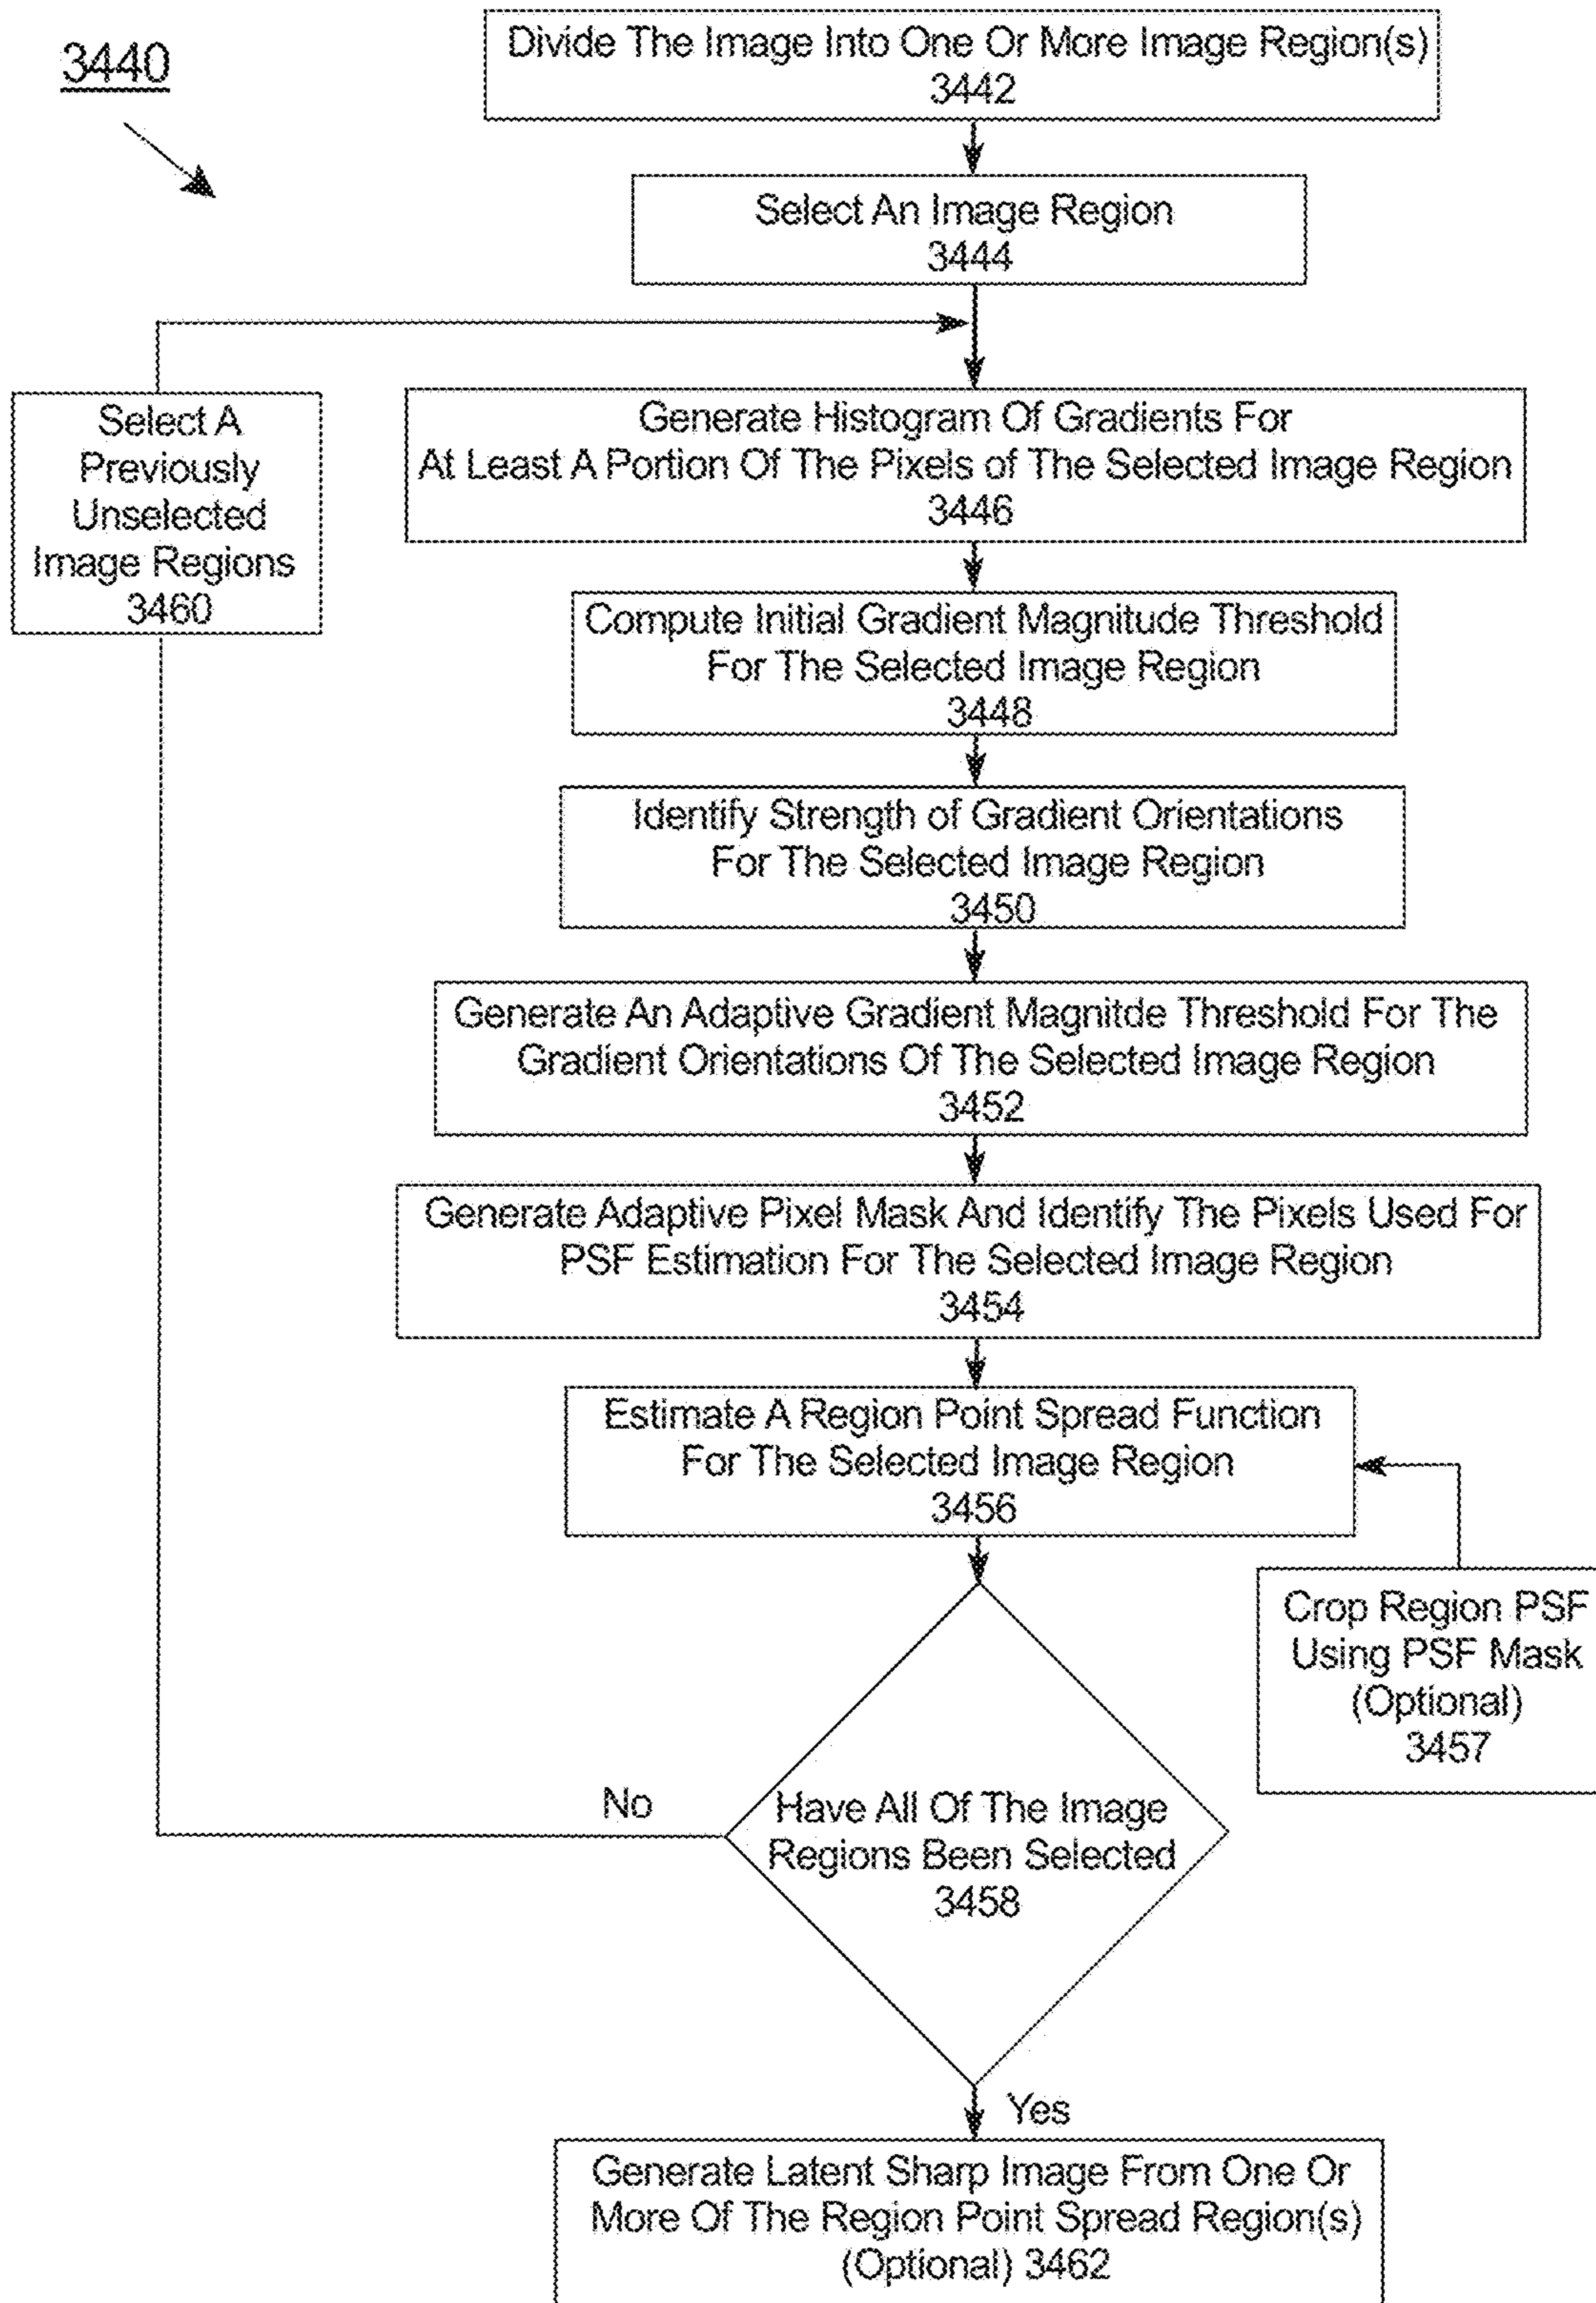 3440
Divide The Image Into One Or More Image Region(s)
3442
Select An Image Region
3444
Select A
Previously
Unselected
Image Regions
3460
Generate Histogram Of Gradients For
At Least A Portion Of The Pixels of The Selected Image Region
3446
Compute Initial Gradient Magnitude Threshold
For The Selected Image Region
3448
Identify Strength of Gradient Orientations
For The Selected Image Region
3450
Generate An Adaptive Gradient Magnitde Threshold For The
Gradient Orientations Of The Selected Image Region
3452
Generate Adaptive Pixel Mask And Identify The Pixels Used For
PSF Estimation For The Selected Image Region
3454
Estimate A Region Point Spread Function
For The Selected Image Region
3456
Crop Region PSF
Using PSF Mask
(Optional)
3457
No
Have All Of The Image
Regions Been Selected
3458
Yes
Generate Latent Sharp Image From One Or
More Of The Region Point Spread Region(s)
(Optional) 3462